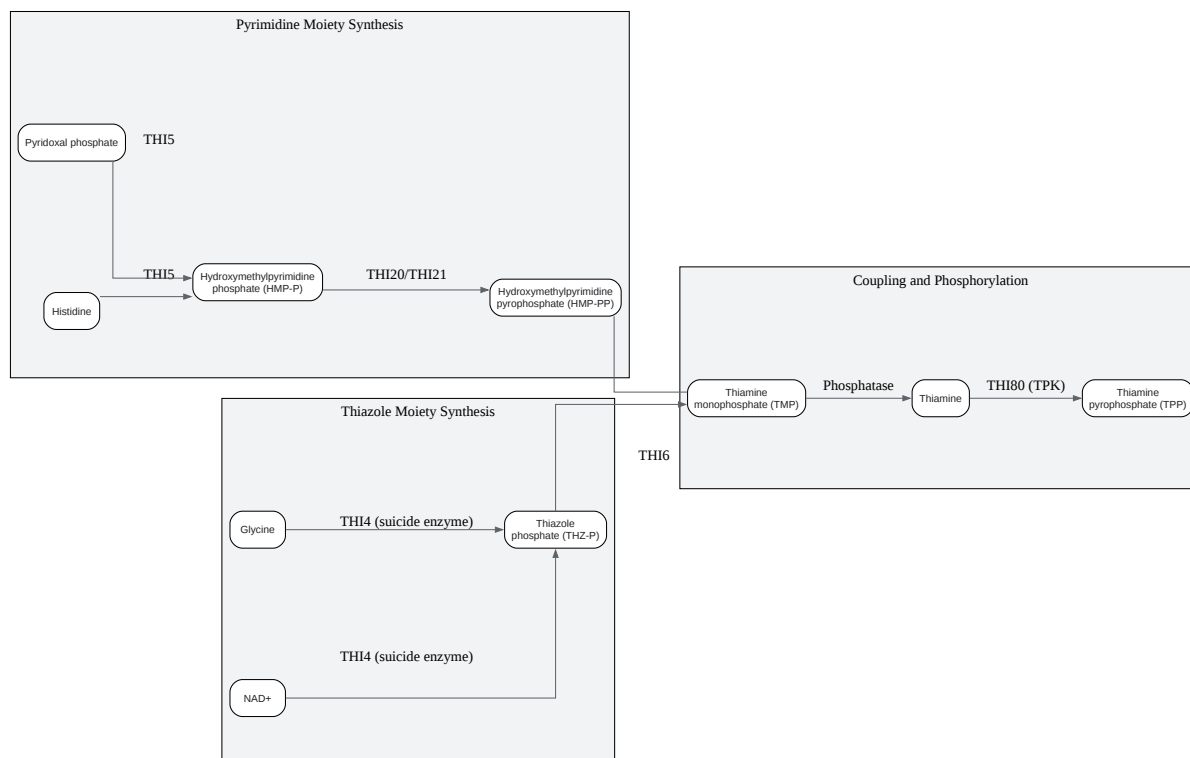 Pyrimidine Moiety Synthesis
Pyridoxal phosphate
THI5
THI5
Histidine
Hydroxymethylpyrimidine
phosphate (HMP-P)
THI20/THI21
Hydroxymethylpyrimidine
pyrophosphate (HMP-PP)
Thiazole Moiety Synthesis
Glycine
THI4 (suicide enzyme)
Thiazole
phosphate (THZ-P)
THI4 (suicide enzyme)
NAD+
THI6
Coupling and Phosphorylation
Thiamine
monophosphate (TMP)
Phosphatase
Thiamine
THI80 (TPK)
Thiamine
pyrophosphate (TPP)